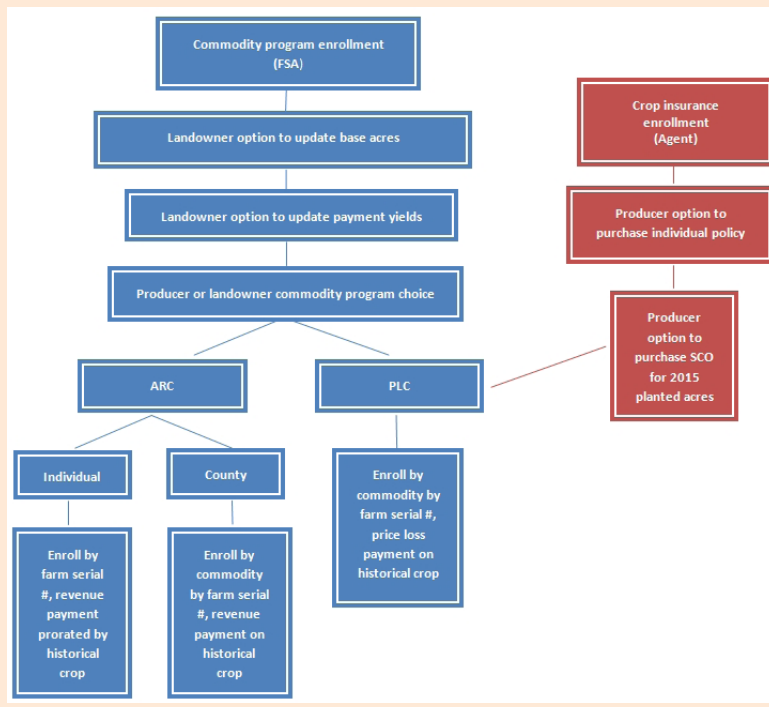 Commodity program enrollment
(FSA)
Landowner option to update base acres
Landowner option to update payment yields
Producer or landowner commodity program choice
ARC
PLC
Individual
County
Enroll by
farm serial
#, revenue
payment
prorated by
historical
crop
Enroll by
commodity
by farm serial
#, revenue
payment on
historical
crop
Enroll by
commodity by
farm serial #,
price loss
payment on
historical crop
Crop insurance
enrollment
(Agent)
Producer option to
purchase individual policy
Producer
option to
purchase SCO
for 2015
planted acres